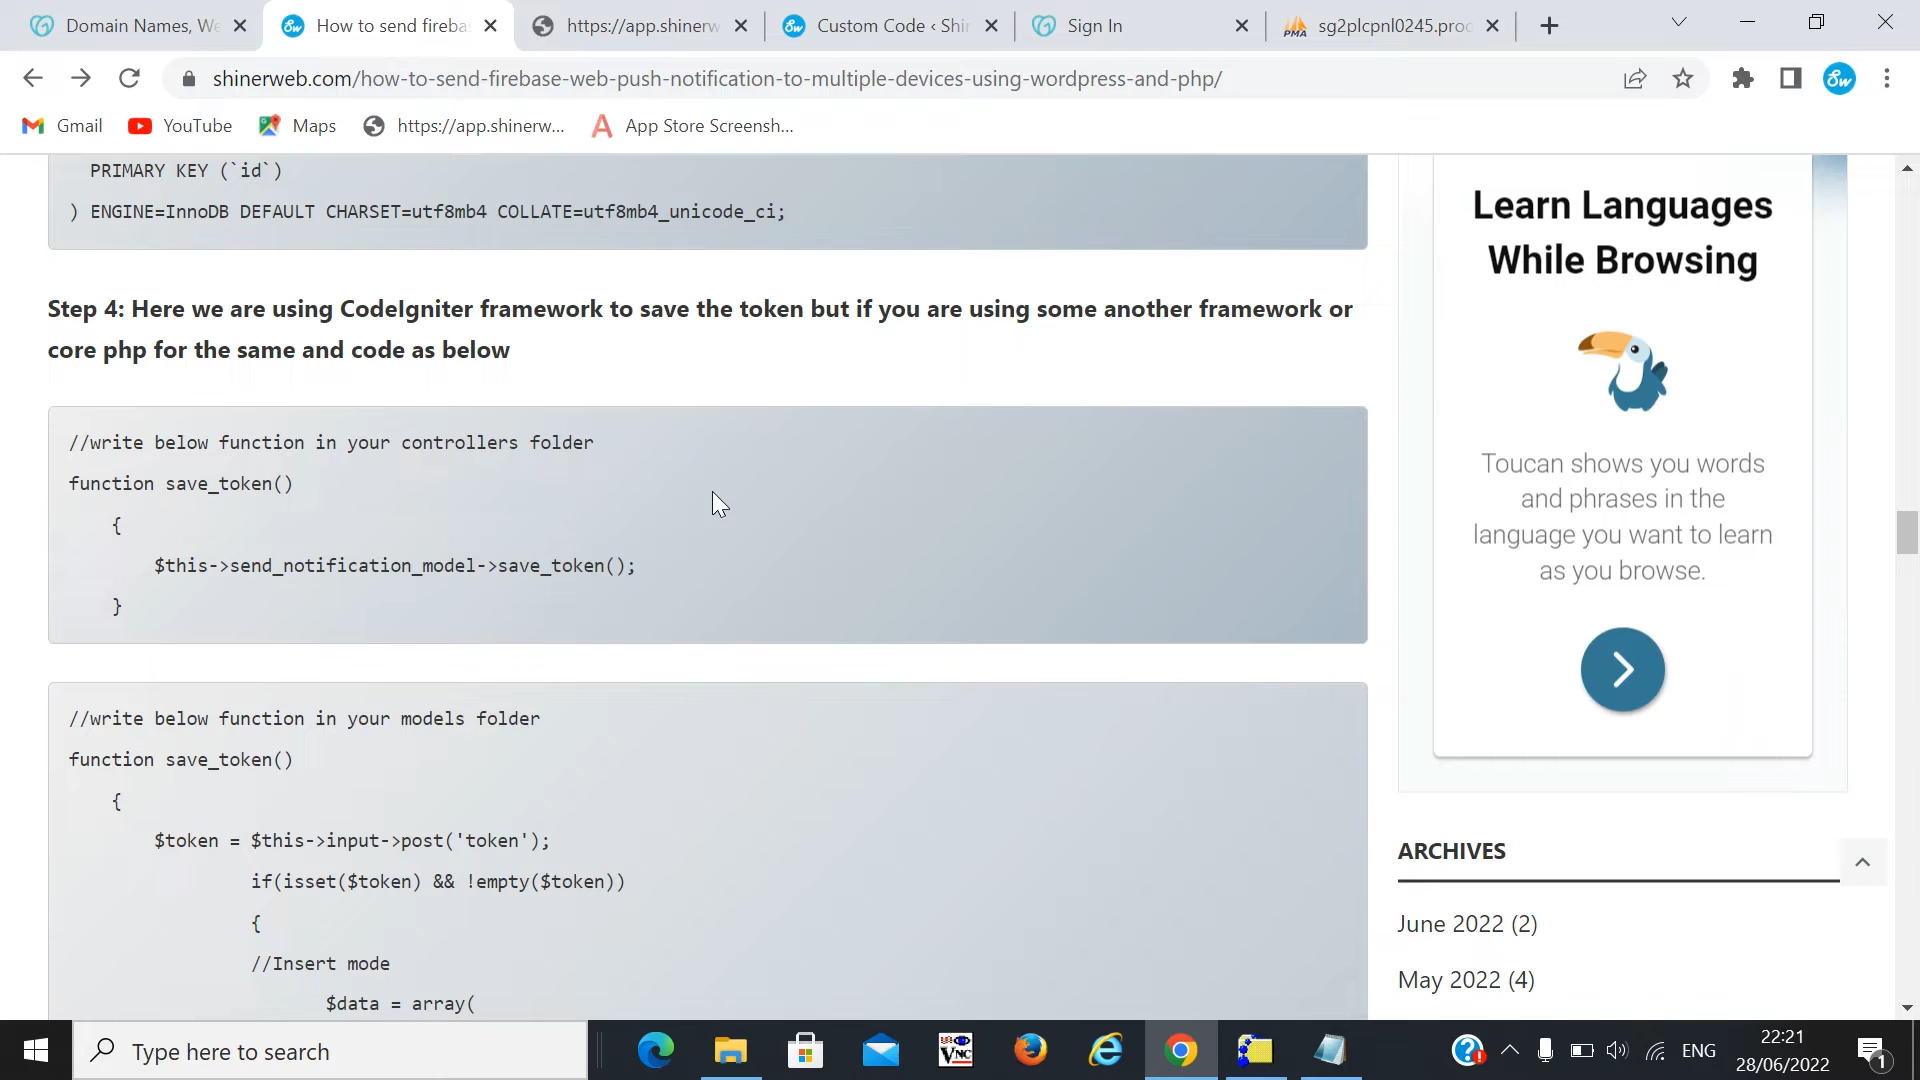 Domain Names, We
How to send fireba
https://app.shinerw
Custom Code ‹ Shi
Sign In
PMA
sg2plcpnl0245.proc
shinerweb.com/how-to-send-firebase-web-push-notification-to-multiple-devices-using-wordpress-and-php/
Sw
Gmail
YouTube
Maps
https://app.shinerw...
App Store Screensh...
PRIMARY KEY (`id`)
) ENGINE=InnoDB DEFAULT CHARSET=utf8mb4 COLLATE=utf8mb4_unicode_ci;
Step 4: Here we are using CodeIgniter framework to save the token but if you are using some another framework or
core php for the same and code as below
//write below function in your controllers folder
function save_token()
{
$this->send_notification_model->save_token();
}
//write below function in your models folder
function save_token()
{
$token = $this->input->post('token');
if(isset($token) && !empty($token))
{
//Insert mode
$data = array(
Learn Languages
While Browsing
Toucan shows you words
and phrases in the
language you want to learn
as you browse.
ARCHIVES
June 2022 (2)
May 2022 (4)
Type here to search
VNC
ENG
22:21
28/06/2022
1